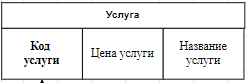 Услуга
Код услуги
Цена услуги
Название услуги